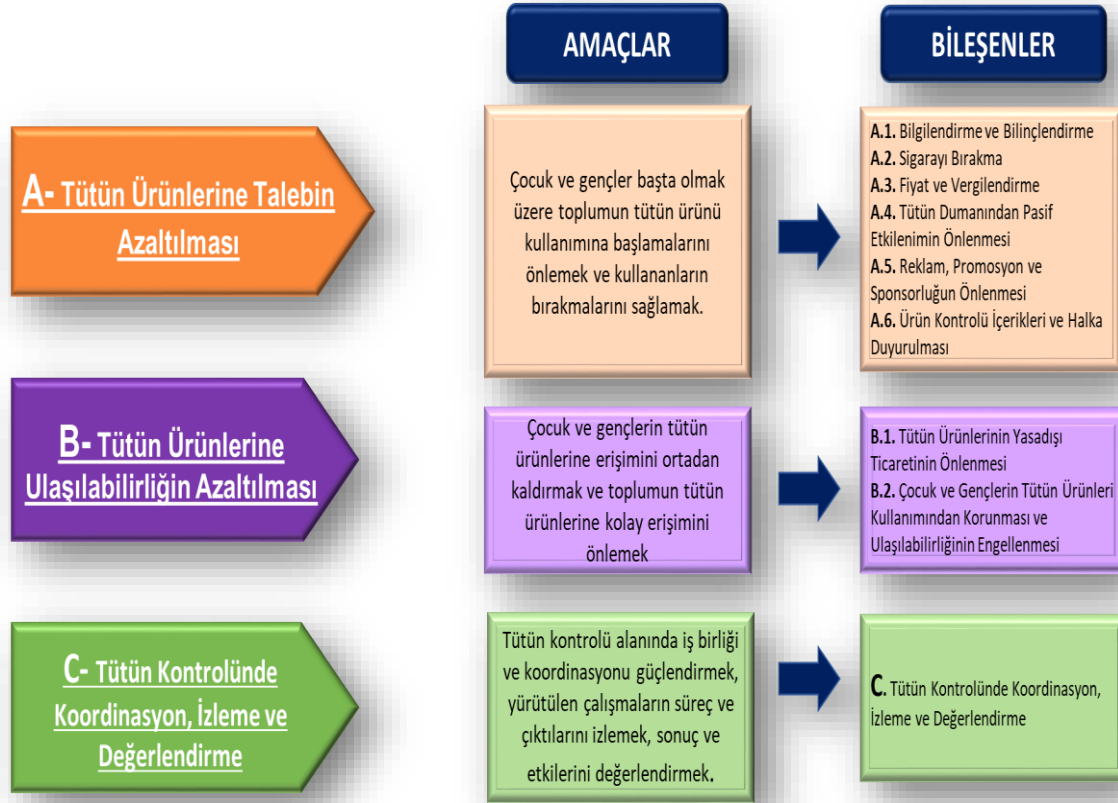 AMAÇLAR
BİLEŞENLER
A- Tütün Ürünlerine Talebin
Azaltılması
Çocuk ve gençler başta olmak
üzere toplumun tütün ürünü
kullanımına başlamalarını
önlemek ve kullananların
bırakmalarını sağlamak.
A.1. Bilgilendirme ve Bilinçlendirme
A.2. Sigarayı Bırakma
A.3. Fiyat ve Vergilendirme
A.4. Tütün Dumanından Pasif
Etkilenimin Önlenmesi
A.5. Reklam, Promosyon ve
Sponsorluğun Önlenmesi
A.6. Ürün Kontrolü İçerikleri ve Halka
Duyurulması
B- Tütün Ürünlerine
Ulaşılabilirliğin Azaltılması
Çocuk ve gençlerin tütün
ürünlerine erişimini ortadan
kaldırmak ve toplumun tütün
ürünlerine kolay erişimini
önlemek
B.1. Tütün Ürünlerinin Yasadışı
Ticaretinin Önlenmesi
B.2. Çocuk ve Gençlerin Tütün Ürünleri
Kullanımından Korunması ve
Ulaşılabilirliğinin Engellenmesi
C- Tütün Kontrolünde
Koordinasyon, İzleme ve
Değerlendirme
Tütün kontrolü alanında iş birliği
ve koordinasyonu güçlendirmek,
yürütülen çalışmaların süreç ve
çıktılarını izlemek, sonuç ve
etkilerini değerlendirmek.
C. Tütün Kontrolünde Koordinasyon,
İzleme ve Değerlendirme